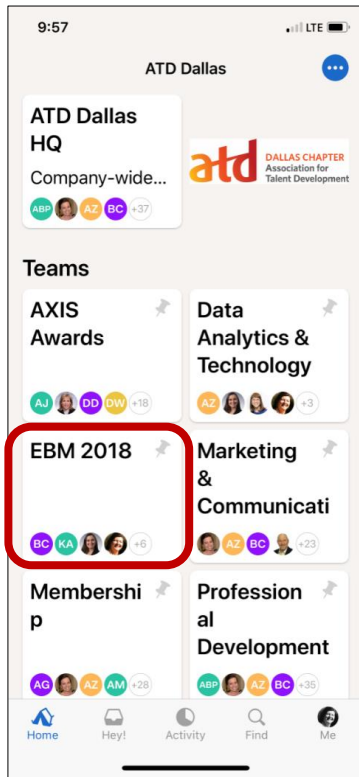 9:57
LTE
ATD Dallas
ATD Dallas
HQ
Company-wide...
ABP AZ BC +37
atd DALLAS CHAPTER
Association for
Talent Development
Teams
AXIS
Awards
AJ DD DW +18
Data
Analytics &
Technology
AZ +3
EBM 2018
BC KA +6
Marketing
&
Communicati
AZ BC +23
Membershi
p
AG AZ AM +28
Profession
al
Development
ABP AZ BC +35
Home Hey! Activity Find Me